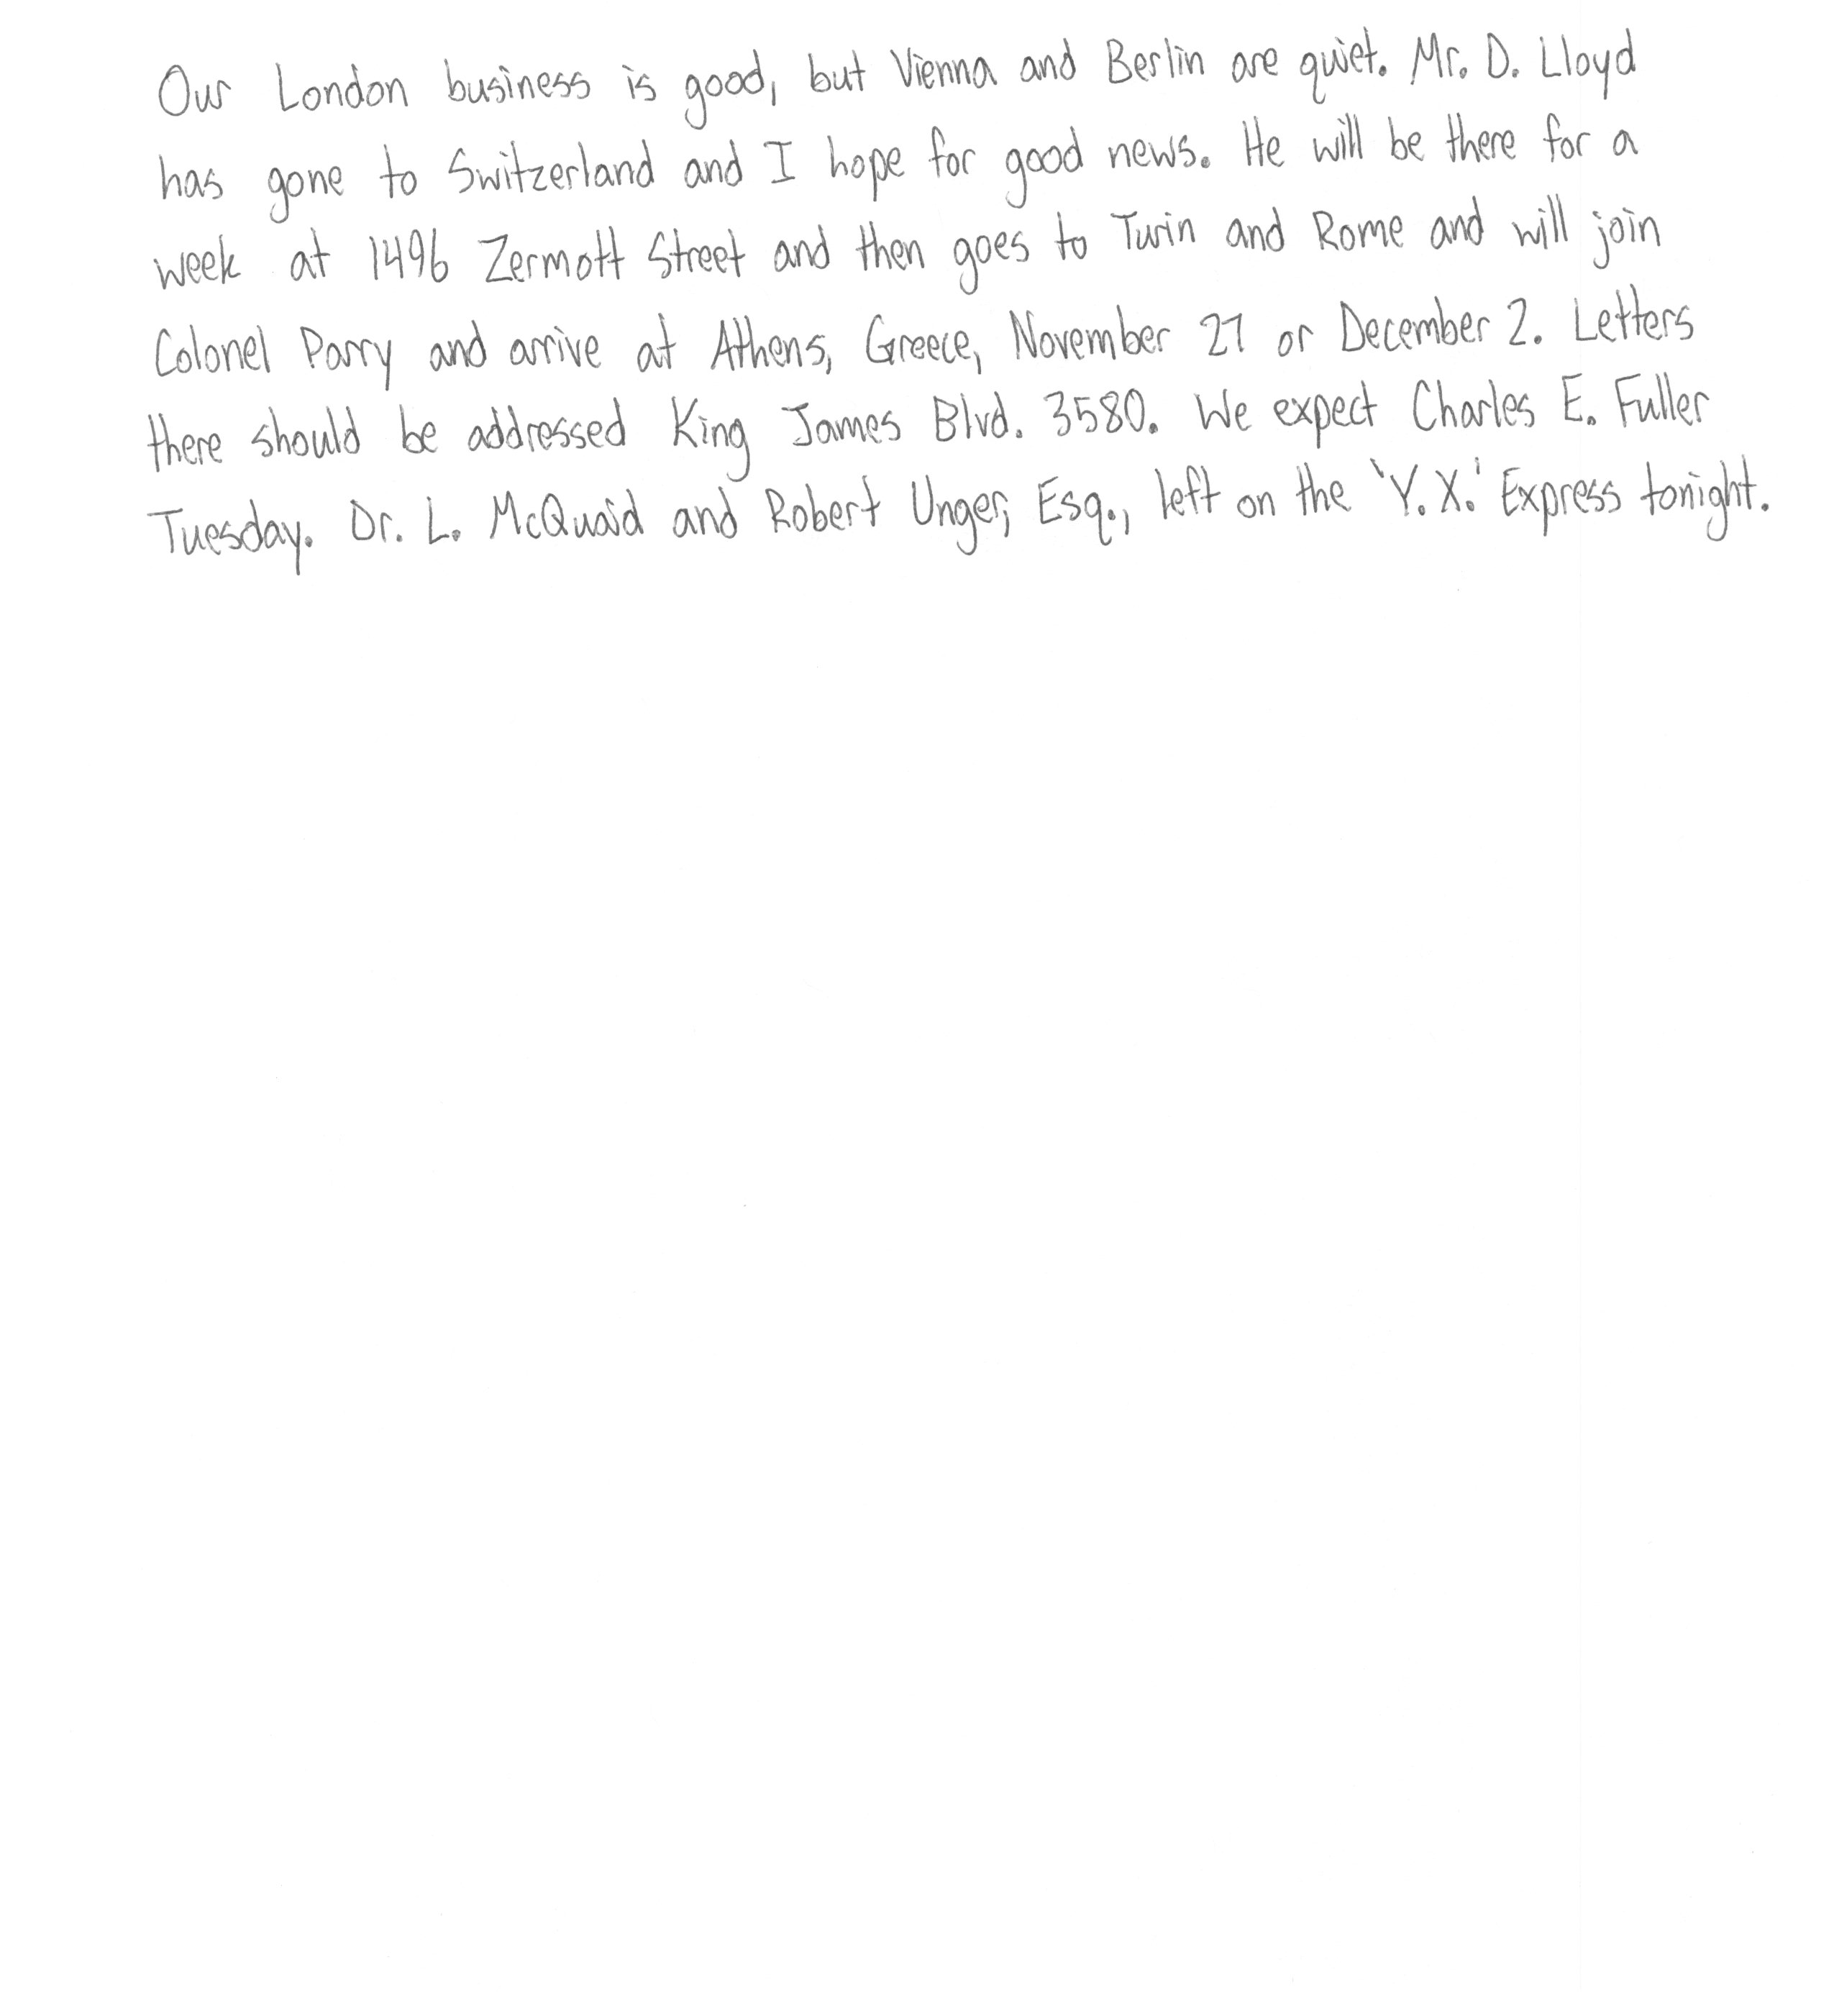 Our London business is good, but Vienna and Berlin are quiet. Mr. D. Lloyd
has gone to Switzerland and I hope for good news. He will be there for a
week at 1496 Zermott Street and then goes to Turin and Rome and will join
Colonel Parry and arrive at Athens, Greece, November 27 or December 2. Letters
there should be addressed King James Blvd. 3580. We expect Charles E. Fuller
Tuesday. Dr. L. McQuaid and Robert Unger, Esq., left on the 'Y.X.' Express tonight.